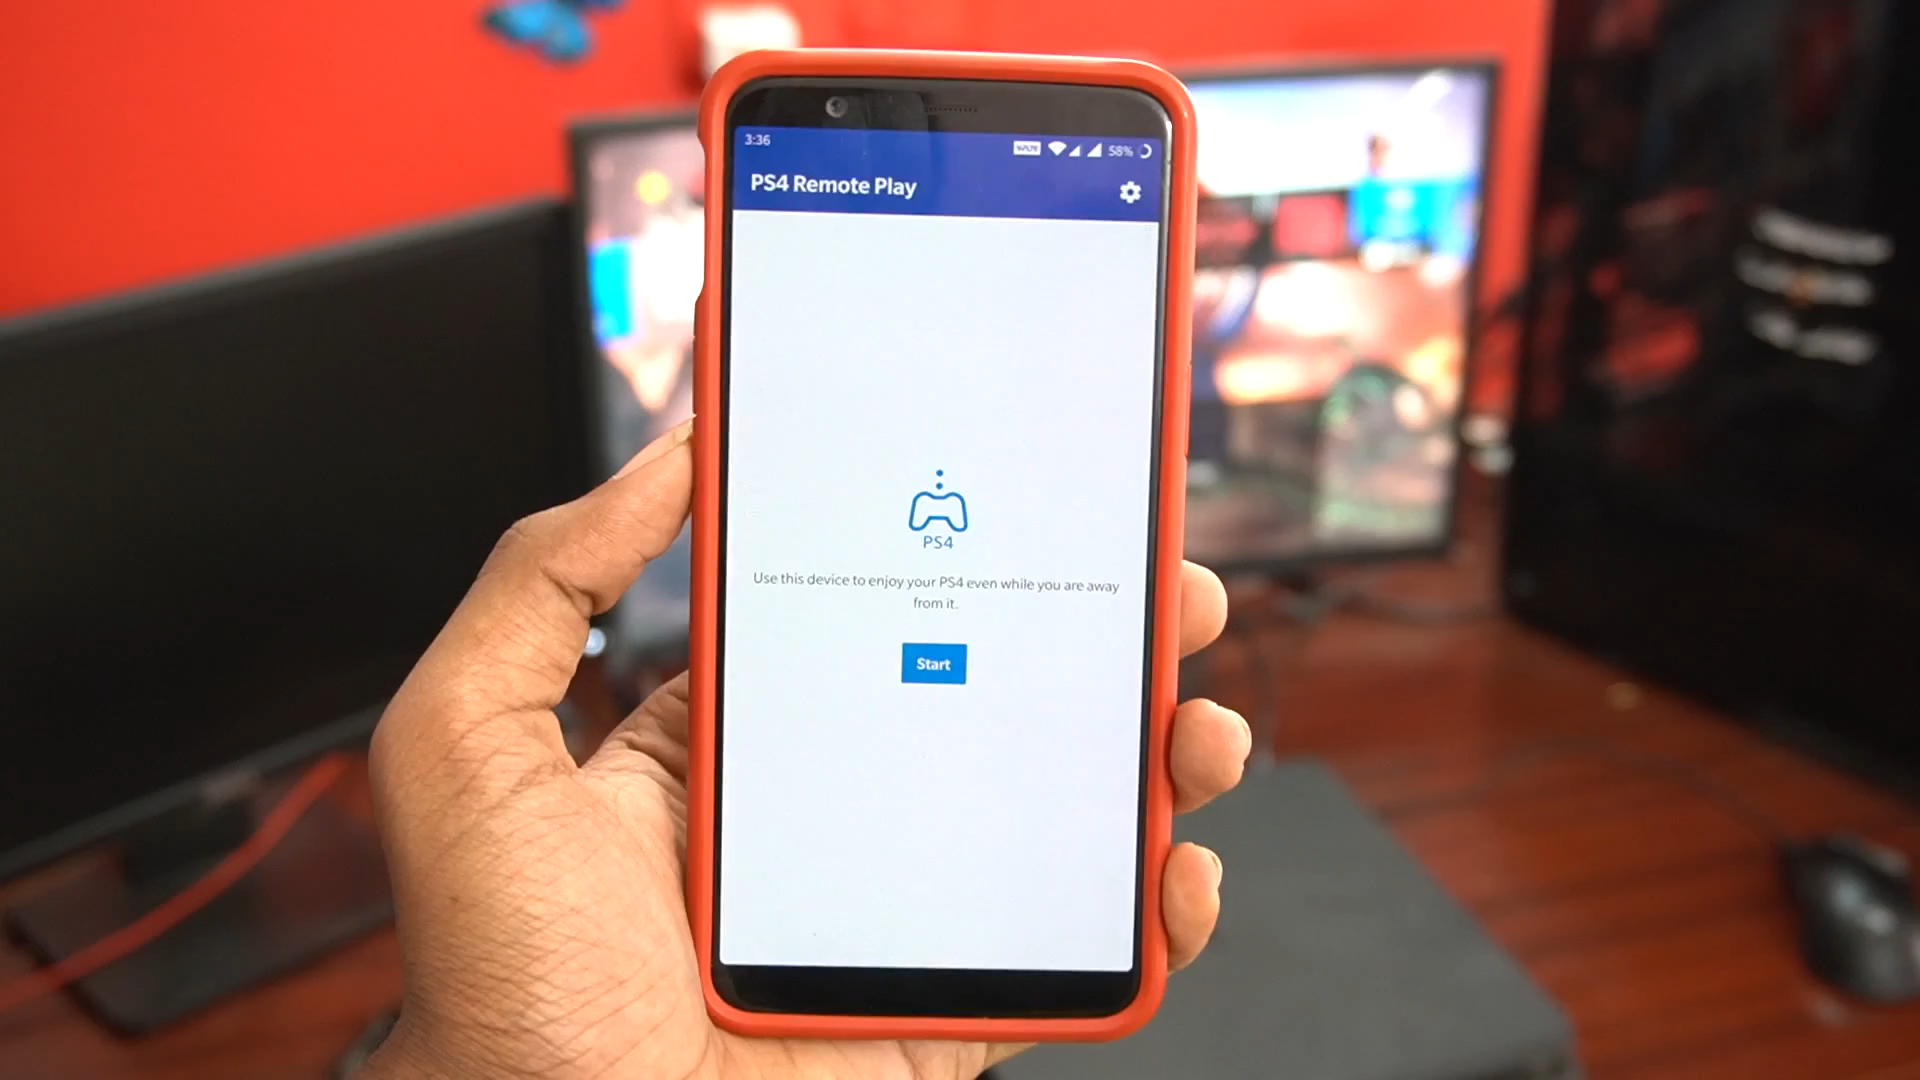 3:36
58%
PS4 Remote Play
PS4
Use this device to enjoy your PS4 even while you are away
from it.
Start